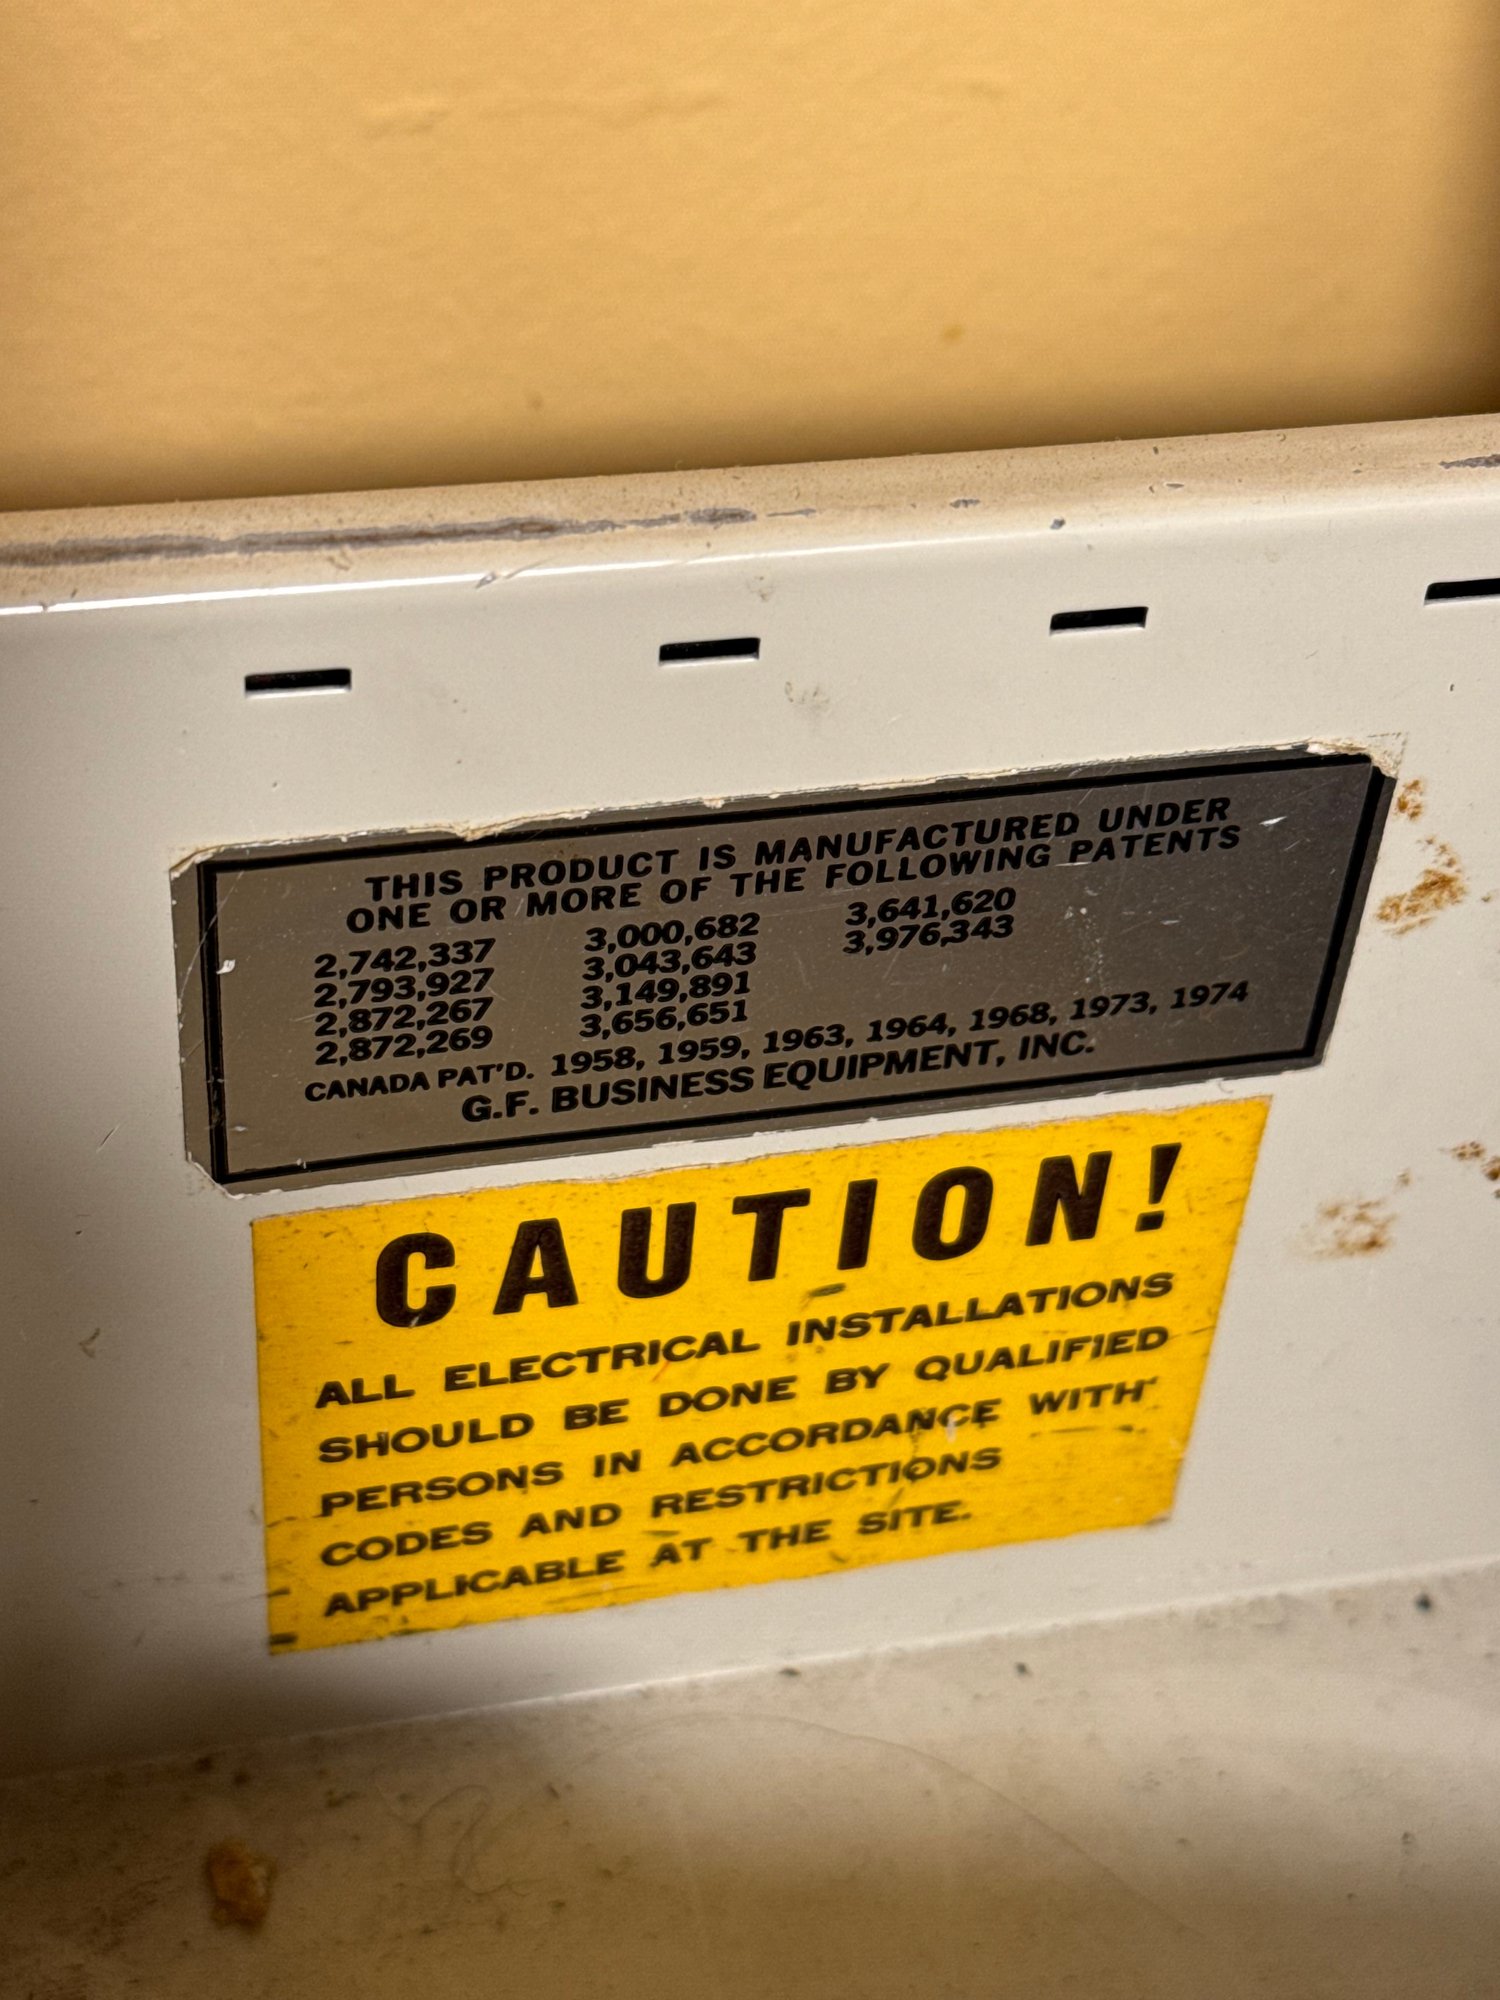 THIS PRODUCT IS MANUFACTURED UNDER
ONE OR MORE OF THE FOLLOWING PATENTS
2,742,337 3,000,682 3,641,620
2,793,927 3,043,643 3,976,343
2,872,267 3,149,891
2,872,269 3,656,651
CANADA PAT'D. 1958, 1959, 1963, 1964, 1968, 1973, 1974
G.F. BUSINESS EQUIPMENT, INC.
CAUTION!
ALL ELECTRICAL INSTALLATIONS
SHOULD BE DONE BY QUALIFIED
PERSONS IN ACCORDANCE WITH
CODES AND RESTRICTIONS
APPLICABLE AT THE SITE.